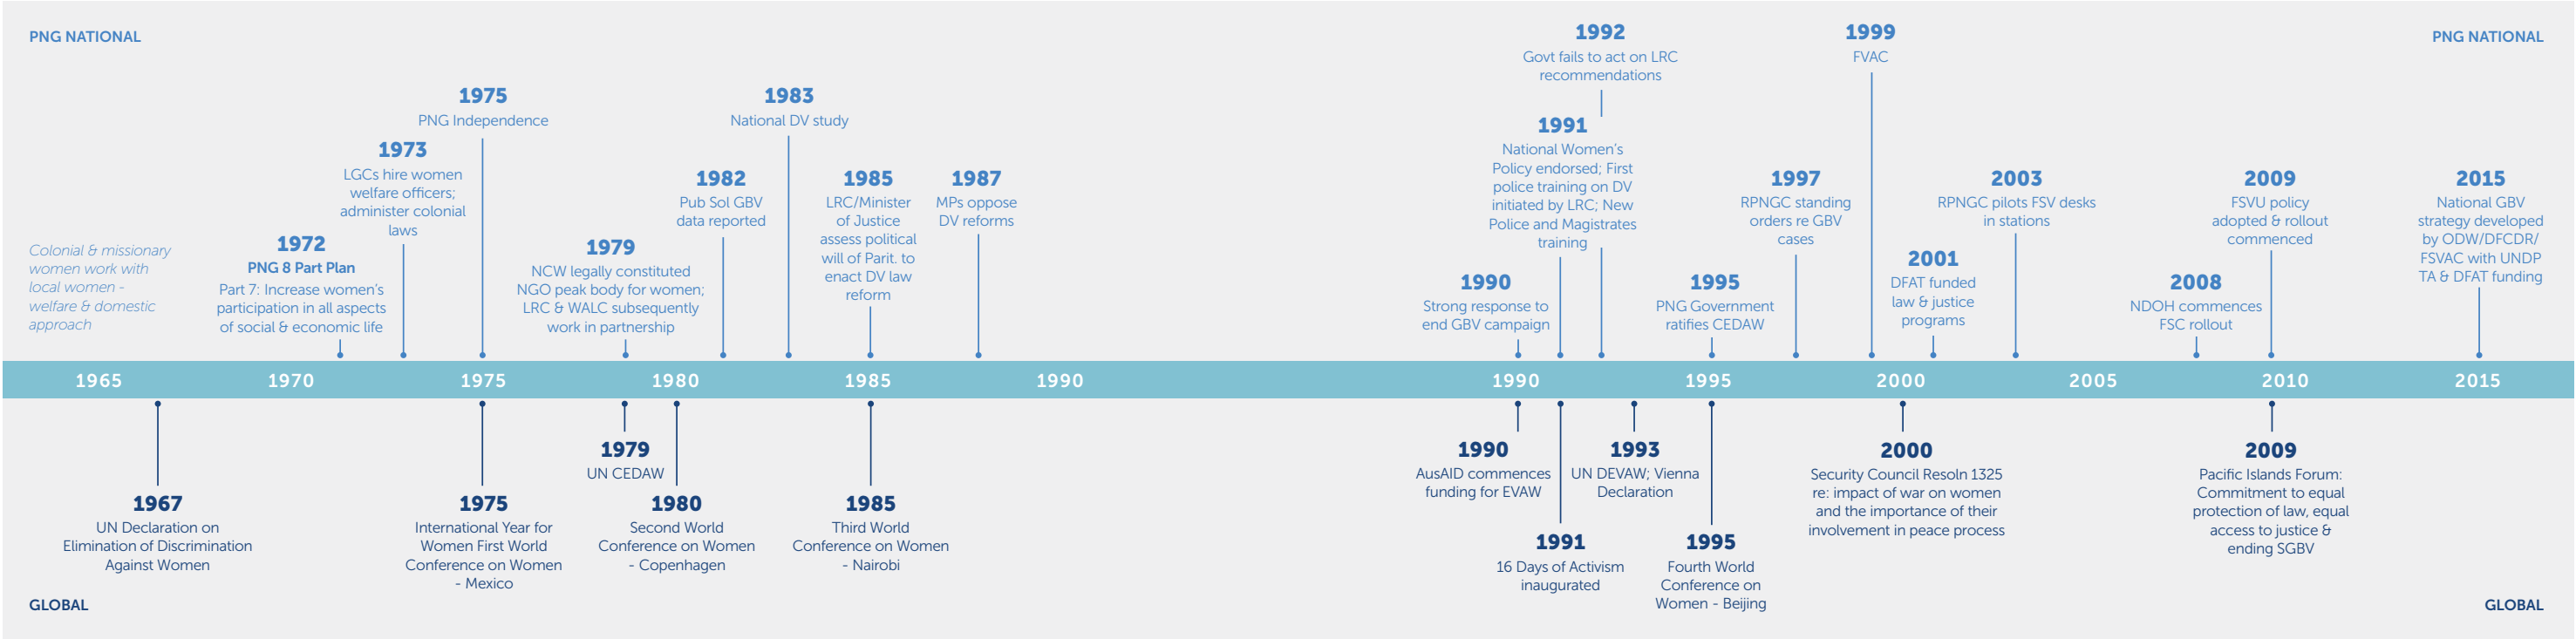 PNG NATIONAL
PNG NATIONAL
Colonial & missionary
women work with
local women -
welfare & domestic
approach
1972
PNG 8 Part Plan
Part 7: Increase women's
participation in all aspects
of social & economic life
1973
LGCs hire women
welfare officers;
administer colonial
laws
1975
PNG Independence
1979
NCW legally constituted
NGO peak body for women;
LRC & WALC subsequently
work in partnership
1982
Pub Sol GBV
data reported
1983
National DV study
1985
LRC/Minister
of Justice
assess political
will of Parit. to
enact DV law
reform
1987
MPs oppose
DV reforms
1990
Strong response to
end GBV campaign
1991
National Women's
Policy endorsed; First
police training on DV
initiated by LRC; New
Police and Magistrates
training
1992
Govt fails to act on LRC
recommendations
1995
PNG Government
ratifies CEDAW
1997
RPNGC standing
orders re GBV
cases
1999
FVAC
2001
DFAT funded
law & justice
programs
2003
RPNGC pilots FSV desks
in stations
2008
NDOH commences
FSC rollout
2009
FSVU policy
adopted & rollout
commenced
2015
National GBV
strategy developed
by ODW/DFCDR/
FSVAC with UNDP
TA & DFAT funding
1965 1970 1975 1980 1985 1990 1990 1995 2000 2005 2010 2015
1967
UN Declaration on
Elimination of Discrimination
Against Women
1975
International Year for
Women First World
Conference on Women
- Mexico
1979
UN CEDAW
1980
Second World
Conference on Women
- Copenhagen
1985
Third World
Conference on Women
- Nairobi
1990
AusAID commences
funding for EVAW
1991
16 Days of Activism
inaugurated
1993
UN DEVAW; Vienna
Declaration
1995
Fourth World
Conference on
Women - Beijing
2000
Security Council Resoln 1325
re: impact of war on women
and the importance of their
involvement in peace process
2009
Pacific Islands Forum:
Commitment to equal
protection of law, equal
access to justice &
ending SGBV
GLOBAL
GLOBAL